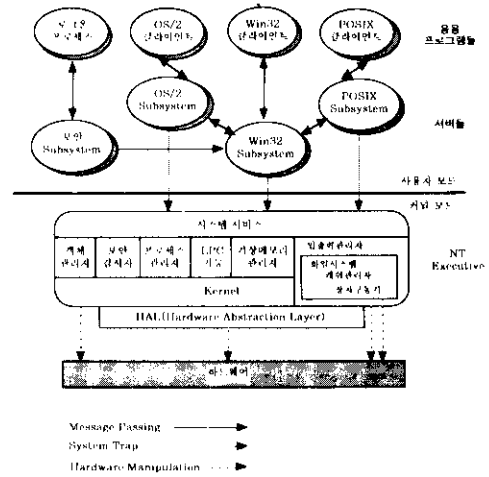 프로세스
OS/2
클라이언트
Win32
클라이언트
POSIX
클라이언트
응용
프로그램들
OS/2
Subsystem
POSIX
Subsystem
서버들
보안
Subsystem
Win32
Subsystem
사용자 모드
커널 모드
시스템 서비스
객체
관리자
보안
감시자
프로세스
관리자
LPC
기능
가상메모리
관리자
입출력관리자
화일시스템
캐쉬관리자
장치구동기
NT
Executive
Kernel
HAL(Hardware Abstraction Layer)
하드웨어
Message Passing
System Trap
Hardware Manipulation